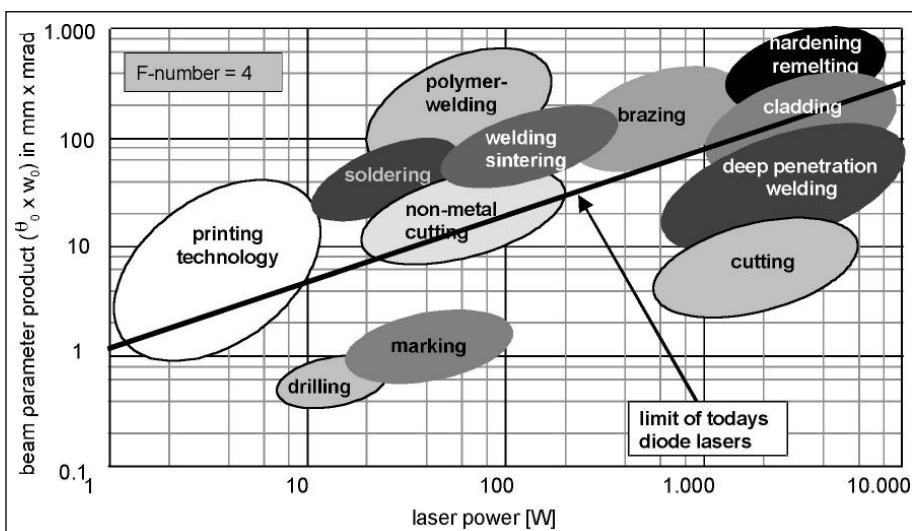 1.000
F-number = 4
polymer-
welding
hardening
remelting
brazing
cladding
100
welding
sintering
soldering
deep penetration
welding
non-metal
cutting
printing
technology
10
cutting
1
marking
drilling
limit of todays
diode lasers
0.1
1
10
100
1.000
10.000
laser power [W]
beam parameter product (θ₀ x w₀) in mm x mrad